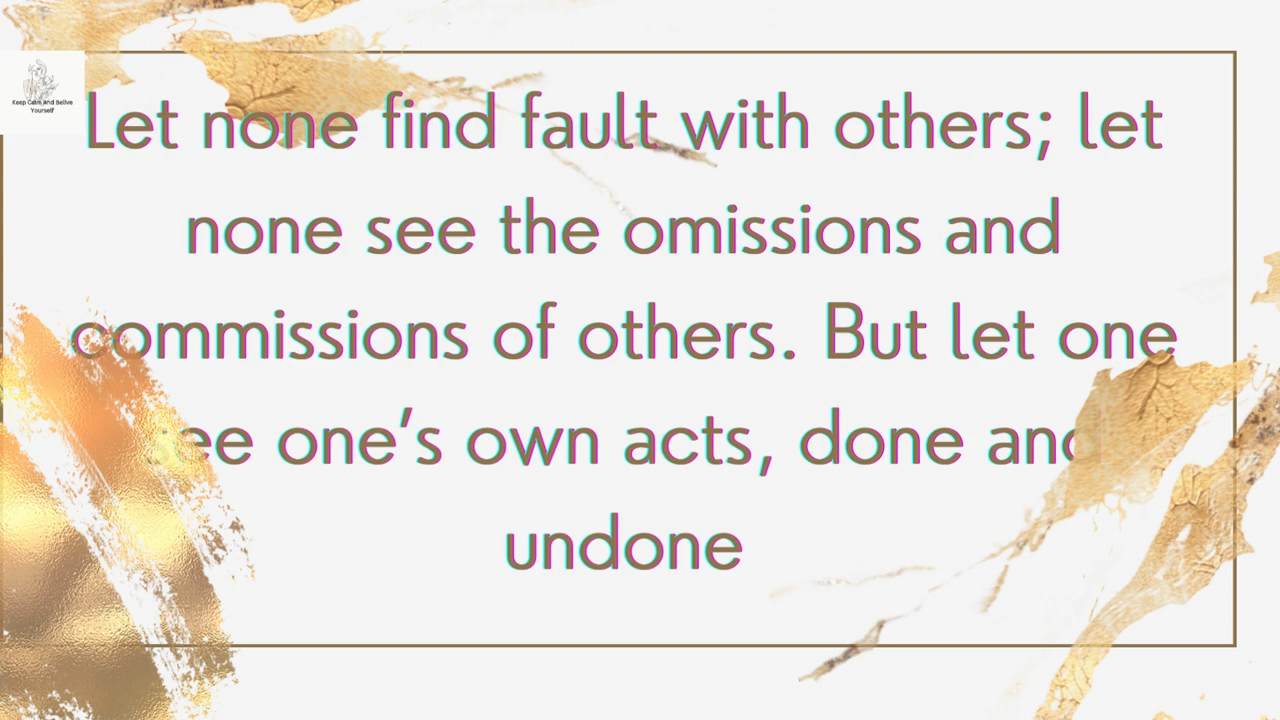 Keep Calm And Belive
Yourself
Let none find fault with others; let
none see the omissions and
commissions of others. But let one
see one's own acts, done and
undone